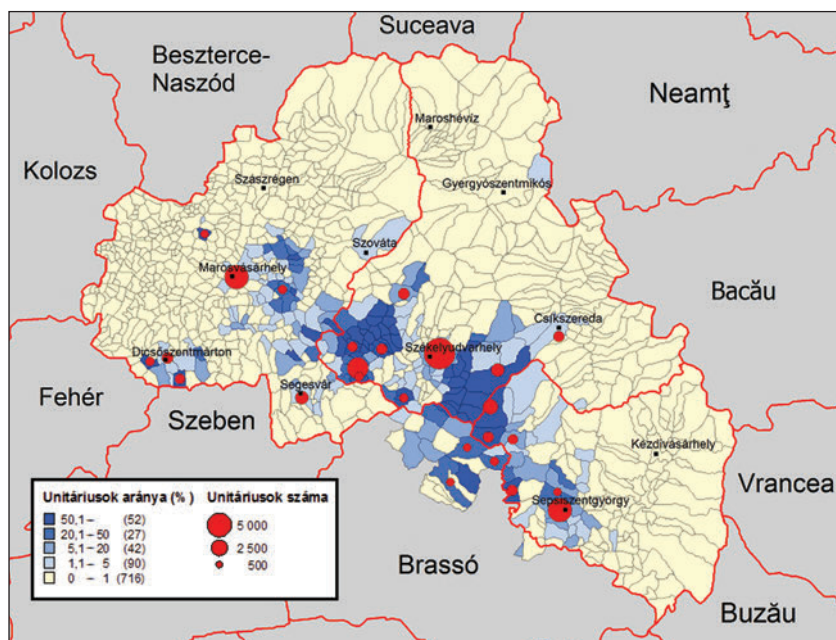 Suceava
Beszterce-
Naszód
Neamţ
Maroshévíz
Kolozs
Szászrégen
Gyergyószentmikós
Szováta
Marosvásárhely
Bacău
Csíkszereda
Dicsőszentmárton
Székelyudvarhely
Segesvár
Fehér
Szeben
Kézdivásárhely
Vrancea
Unitáriusok aránya (%)
50,1 – (52)
20,1 – 50 (27)
5,1 – 20 (42)
1,1 – 5 (90)
0 – 1 (716)
Unitáriusok száma
5 000
2 500
500
Sepsiszentgyörgy
Brassó
Buzău